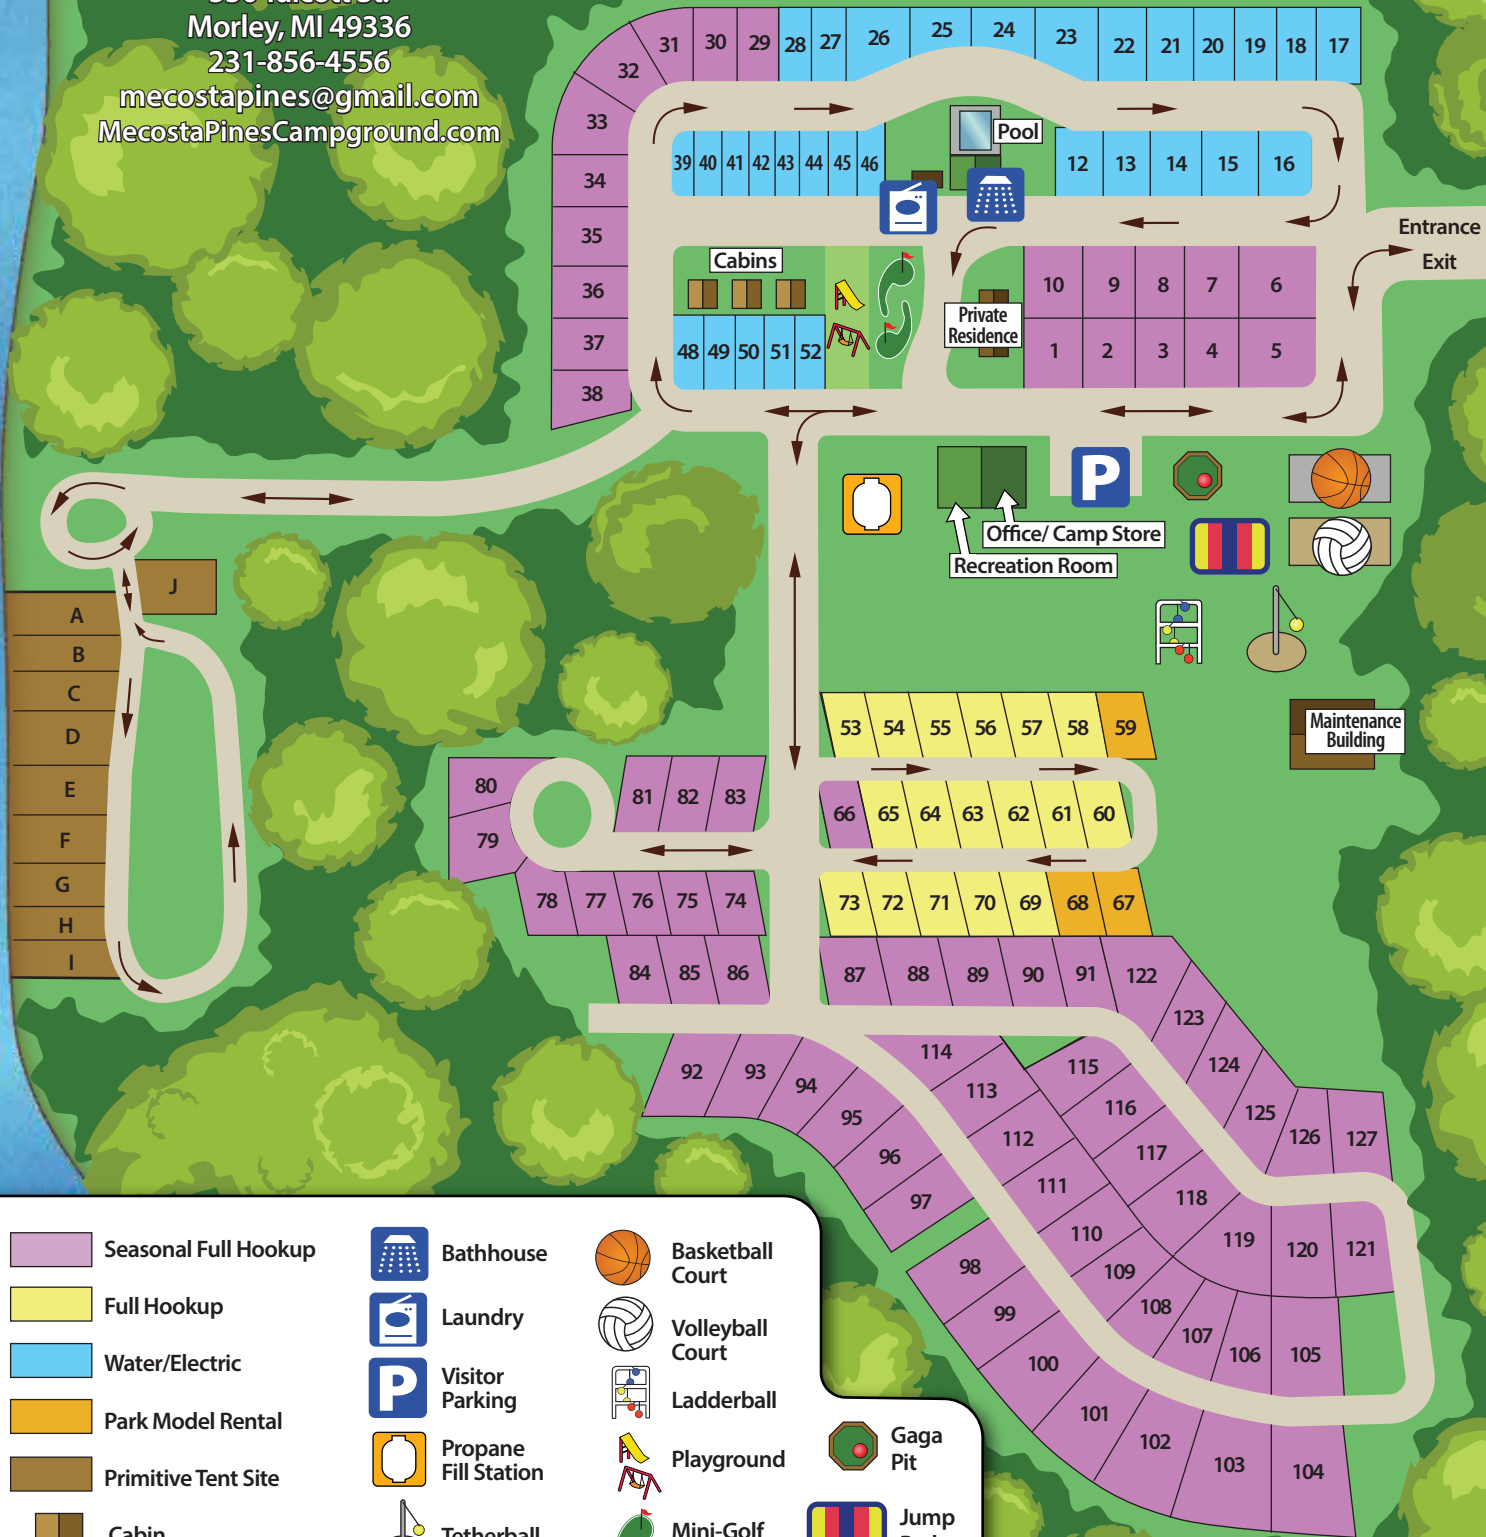 Morley, MI 49336
231-856-4556
mecostapines@gmail.com
MecostaPinesCampground.com
31 30 29 28 27 26 25 24 23 22 21 20 19 18 17
32
33
34
35
36
37
38
39 40 41 42 43 44 45 46
Pool
12 13 14 15 16
Entrance
Exit
Cabins
48 49 50 51 52
Private
Residence
10 9 8 7 6
1 2 3 4 5
P
Office/ Camp Store
Recreation Room
J
A
B
C
D
E
F
G
H
I
53 54 55 56 57 58 59
Maintenance
Building
80 81 82 83
79
66 65 64 63 62 61 60
78 77 76 75 74
73 72 71 70 69 68 67
84 85 86
87 88 89 90 91 122
123
124
125
126
127
92 93 94
95
96
97
114
113
112
111
110
109
108
107
106
105
115
116
117
118
119
120
121
98
99
100
101
102
103
104
Seasonal Full Hookup
Full Hookup
Water/Electric
Park Model Rental
Primitive Tent Site
Cabin
Bathhouse
Laundry
P
Visitor
Parking
Propane
Fill Station
Tetherball
Basketball
Court
Volleyball
Court
Ladderball
Playground
Mini-Golf
Gaga
Pit
Jump